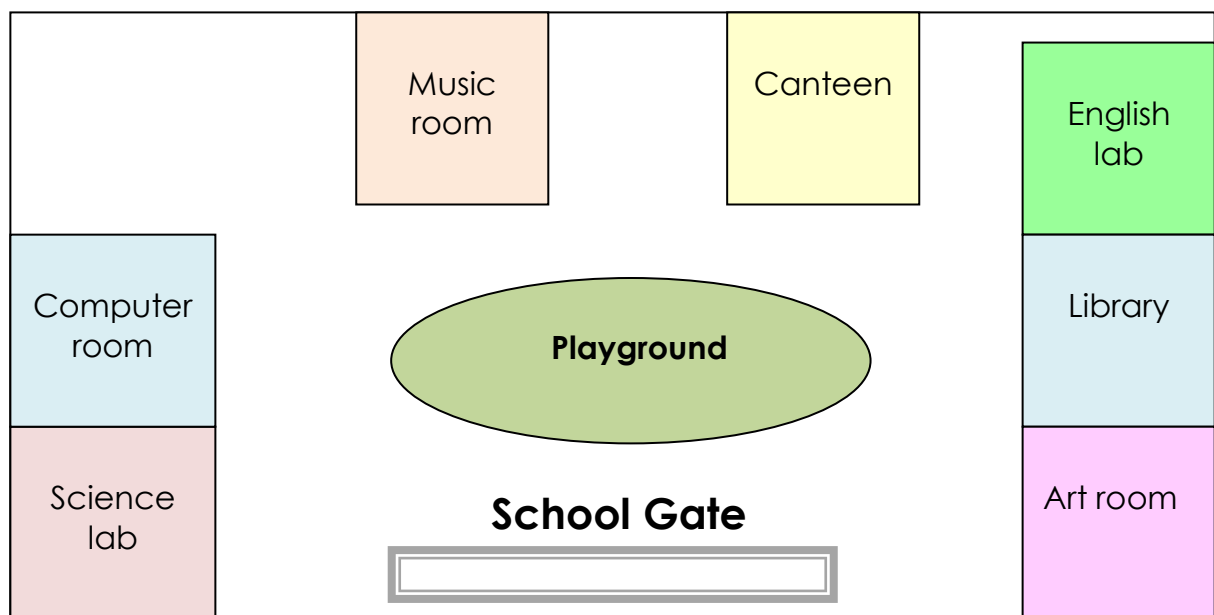 Music
room
Canteen
English
lab
Computer
room
Playground
Library
Science
lab
School Gate
Art room